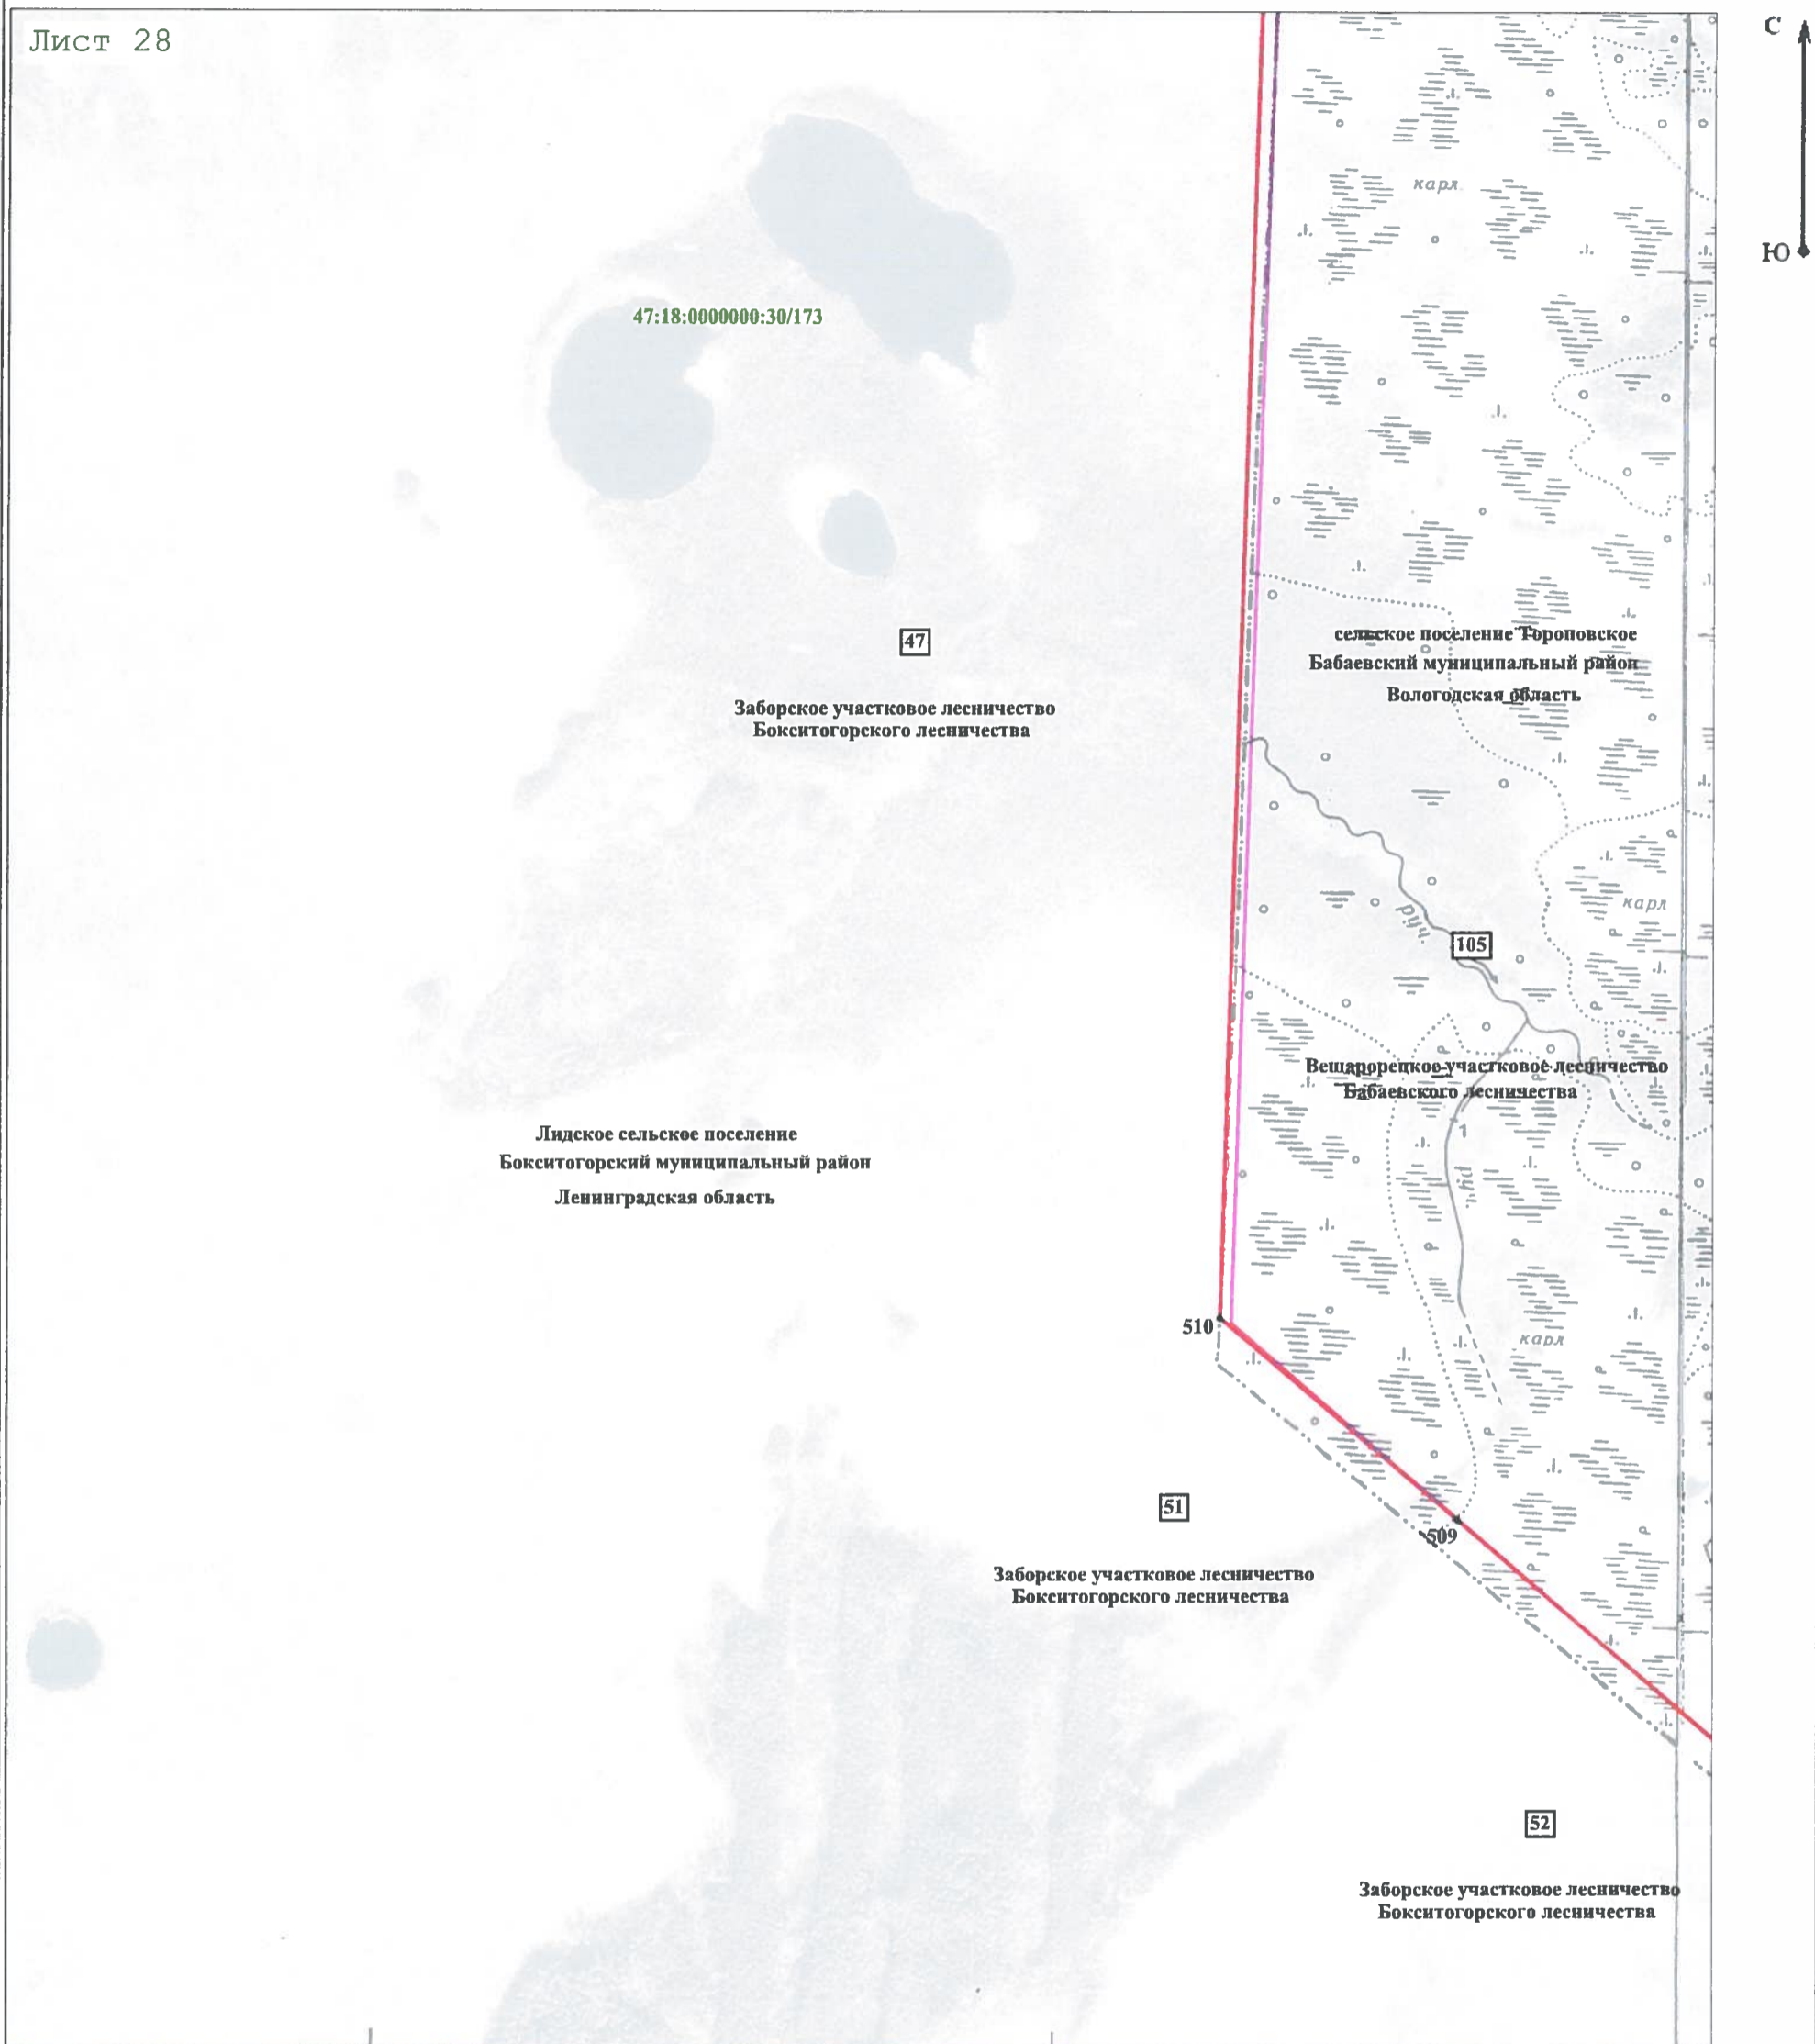 Лист 28
С
Ю
карл.
47:18:0000000:30/173
47
сельское поселение Тороповское
Бабаевский муниципальный район
Вологодская область
Заборское участковое лесничество
Бокситогорского лесничества
карл
руч.
105
Вещарорецкое участковое лесничество
Бабаевского лесничества
Лидское сельское поселение
Бокситогорский муниципальный район
Ленинградская область
руч.
510
карл
51
509
Заборское участковое лесничество
Бокситогорского лесничества
52
Заборское участковое лесничество
Бокситогорского лесничества